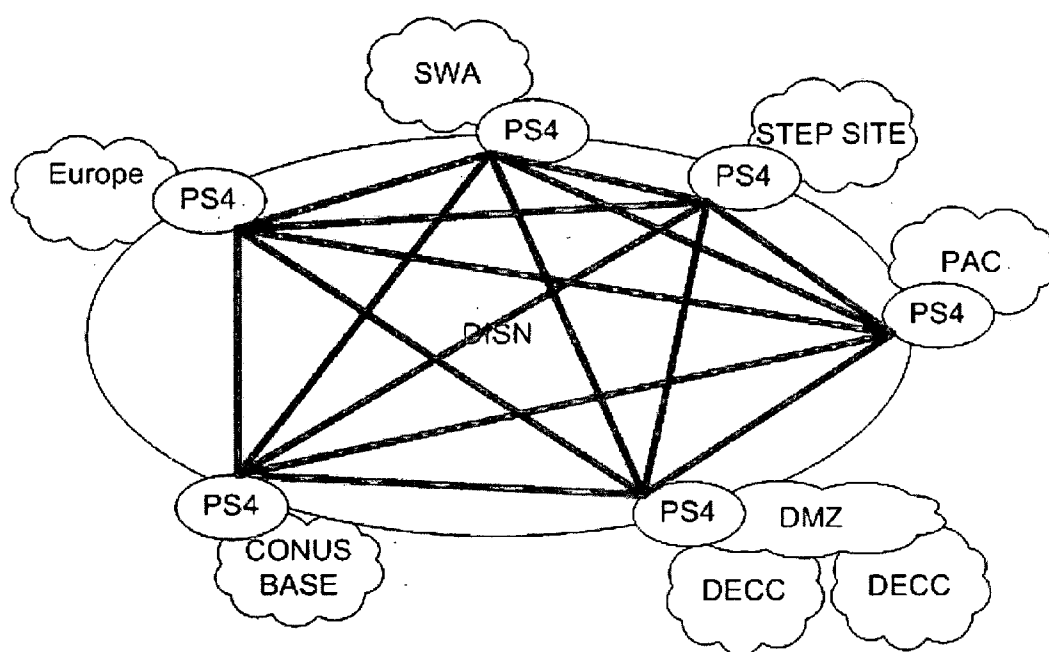 SWA
PS4
STEP SITE
PS4
Europe
PS4
PAC
PS4
DISN
PS4
CONUS
BASE
PS4
DMZ
DECC
DECC